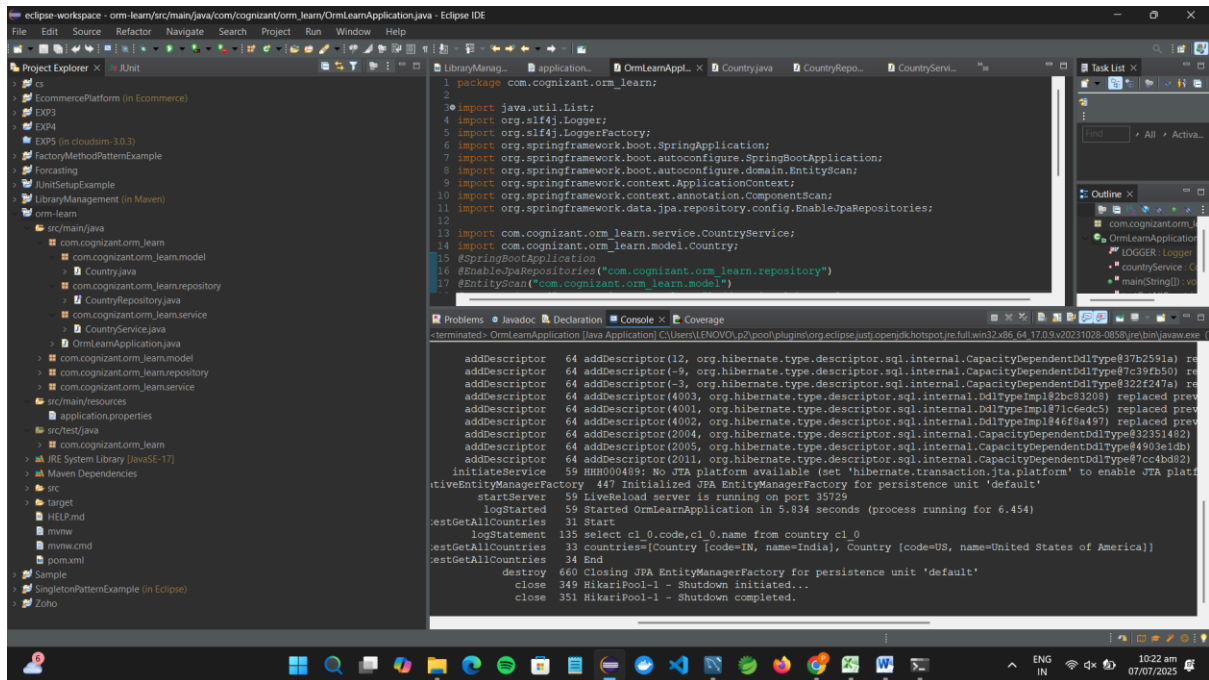 eclipse-workspace - orm-learn/src/main/java/com/cognizant/orm_learn/OrmLearnApplication.java - Eclipse IDE
File Edit Source Refactor Navigate Search Project Run Window Help
Project Explorer JUnit
cs
EcommercePlatform (in Ecommerce)
EXP3
EXP4
EXP5 (in cloudsim-3.0.3)
FactoryMethodPatternExample
Forcasting
JUnitSetupExample
LibraryManagement (in Maven)
orm-learn
src/main/java
com.cognizant.orm_learn
com.cognizant.orm_learn.model
Country.java
com.cognizant.orm_learn.repository
CountryRepository.java
com.cognizant.orm_learn.service
CountryService.java
OrmLearnApplication.java
com.cognizant.orm_learn.model
com.cognizant.orm_learn.repository
com.cognizant.orm_learn.service
src/main/resources
application.properties
src/test/java
com.cognizant.orm_learn
JRE System Library [JavaSE-17]
Maven Dependencies
src
target
HELP.md
mvnw
mvnw.cmd
pom.xml
Sample
SingletonPatternExample (in Eclipse)
Zoho
LibraryManag... application... OrmLearnAppl... Country.java CountryRepo... CountryServi...
1 package com.cognizant.orm_learn;
2
3 import java.util.List;
4 import org.slf4j.Logger;
5 import org.slf4j.LoggerFactory;
6 import org.springframework.boot.SpringApplication;
7 import org.springframework.boot.autoconfigure.SpringBootApplication;
8 import org.springframework.boot.autoconfigure.domain.EntityScan;
9 import org.springframework.context.ApplicationContext;
10 import org.springframework.context.annotation.ComponentScan;
11 import org.springframework.data.jpa.repository.config.EnableJpaRepositories;
12
13 import com.cognizant.orm_learn.service.CountryService;
14 import com.cognizant.orm_learn.model.Country;
15 @SpringBootApplication
16 @EnableJpaRepositories("com.cognizant.orm_learn.repository")
17 @EntityScan("com.cognizant.orm_learn.model")
Task List
Find All Activa...
Outline
com.cognizant.orm_l
OrmLearnApplication
LOGGER : Logger
countryService : Co
main(String[]) : vo
Problems Javadoc Declaration Console Coverage
<terminated> OrmLearnApplication [Java Application] C:\Users\LENOVO\.p2\pool\plugins\org.eclipse.justj.openjdk.hotspot.jre.full.win32.x86_64_17.0.9.v20231028-0858\jre\bin\javaw.exe (
addDescriptor 64 addDescriptor(12, org.hibernate.type.descriptor.sql.internal.CapacityDependentDdlType@37b2591a) re
addDescriptor 64 addDescriptor(-9, org.hibernate.type.descriptor.sql.internal.CapacityDependentDdlType@7c39fb50) re
addDescriptor 64 addDescriptor(-3, org.hibernate.type.descriptor.sql.internal.CapacityDependentDdlType@322f247a) re
addDescriptor 64 addDescriptor(4003, org.hibernate.type.descriptor.sql.internal.DdlTypeImpl@2bc83208) replaced prev
addDescriptor 64 addDescriptor(4001, org.hibernate.type.descriptor.sql.internal.DdlTypeImpl@71c6edc5) replaced prev
addDescriptor 64 addDescriptor(4002, org.hibernate.type.descriptor.sql.internal.DdlTypeImpl@46f8a497) replaced prev
addDescriptor 64 addDescriptor(2004, org.hibernate.type.descriptor.sql.internal.CapacityDependentDdlType@32351482)
addDescriptor 64 addDescriptor(2005, org.hibernate.type.descriptor.sql.internal.CapacityDependentDdlType@4903e1db)
addDescriptor 64 addDescriptor(2011, org.hibernate.type.descriptor.sql.internal.CapacityDependentDdlType@7cc4bd82)
initiateService 59 HHH000489: No JTA platform available (set 'hibernate.transaction.jta.platform' to enable JTA platf
ativeEntityManagerFactory 447 Initialized JPA EntityManagerFactory for persistence unit 'default'
startServer 59 LiveReload server is running on port 35729
logStarted 59 Started OrmLearnApplication in 5.834 seconds (process running for 6.454)
testGetAllCountries 31 Start
logStatement 135 select c1_0.code,c1_0.name from country c1_0
testGetAllCountries 33 countries=[Country [code=IN, name=India], Country [code=US, name=United States of America]]
testGetAllCountries 34 End
destroy 660 Closing JPA EntityManagerFactory for persistence unit 'default'
close 349 HikariPool-1 - Shutdown initiated...
close 351 HikariPool-1 - Shutdown completed.
ENG
IN
10:22 am
07/07/2025